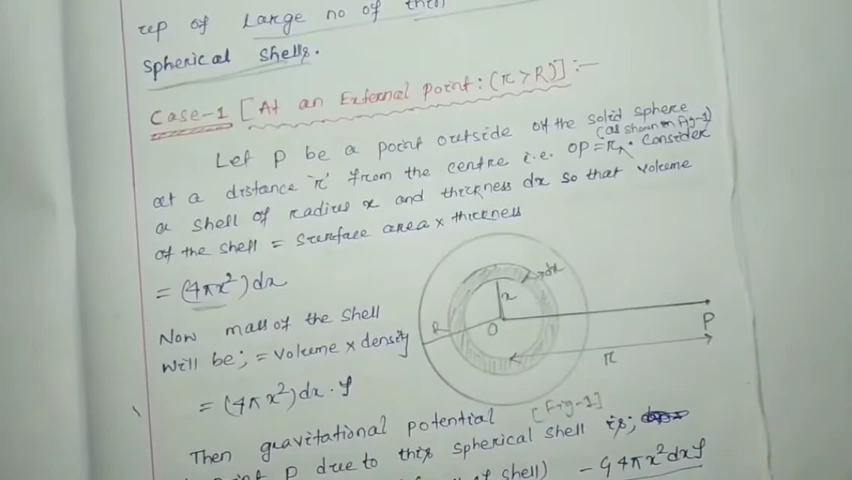 rep of Large no of thin
spherical shells.
Case-1 [At an External point: (r > R)] :-
Let P be a point outside of the solid sphere
(as shown in Fig-1)
at a distance 'r' from the centre i.e. OP = r. Consider
a shell of radius x and thickness dx so that volume
of the shell = Surface area × thickness
= (4πx²)dx
Now mass of the shell
will be; = volume × density
= (4πx²)dx.ρ
dx
x
R
O
P
r
[Fig-1]
Then gravitational potential
P due to this spherical shell is;
of shell) - G 4πx²dxρ